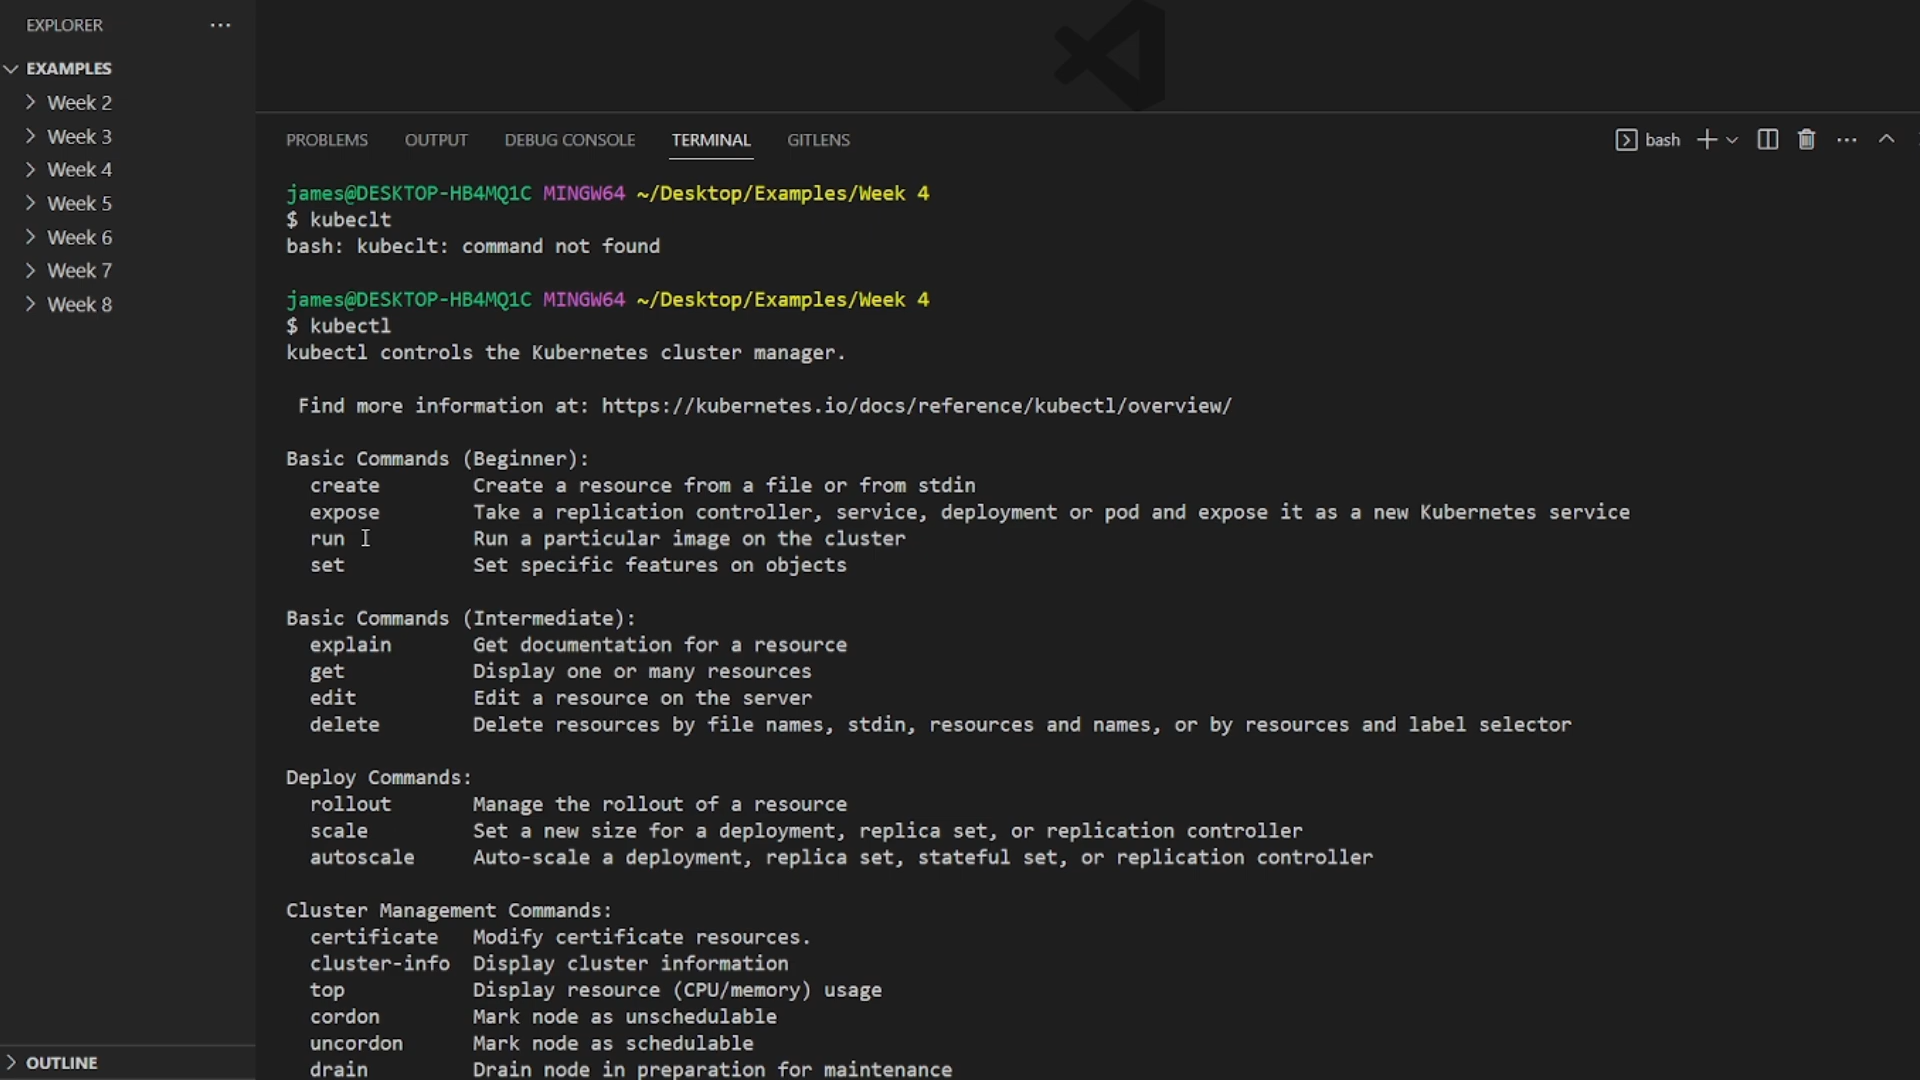 EXPLORER
EXAMPLES
Week 2
Week 3
Week 4
Week 5
Week 6
Week 7
Week 8
OUTLINE
PROBLEMS OUTPUT DEBUG CONSOLE TERMINAL GITLENS bash
james@DESKTOP-HB4MQ1C MINGW64 ~/Desktop/Examples/Week 4
$ kubeclt
bash: kubeclt: command not found
james@DESKTOP-HB4MQ1C MINGW64 ~/Desktop/Examples/Week 4
$ kubectl
kubectl controls the Kubernetes cluster manager.
Find more information at: https://kubernetes.io/docs/reference/kubectl/overview/
Basic Commands (Beginner):
create Create a resource from a file or from stdin
expose Take a replication controller, service, deployment or pod and expose it as a new Kubernetes service
run Run a particular image on the cluster
set Set specific features on objects
Basic Commands (Intermediate):
explain Get documentation for a resource
get Display one or many resources
edit Edit a resource on the server
delete Delete resources by file names, stdin, resources and names, or by resources and label selector
Deploy Commands:
rollout Manage the rollout of a resource
scale Set a new size for a deployment, replica set, or replication controller
autoscale Auto-scale a deployment, replica set, stateful set, or replication controller
Cluster Management Commands:
certificate Modify certificate resources.
cluster-info Display cluster information
top Display resource (CPU/memory) usage
cordon Mark node as unschedulable
uncordon Mark node as schedulable
drain Drain node in preparation for maintenance